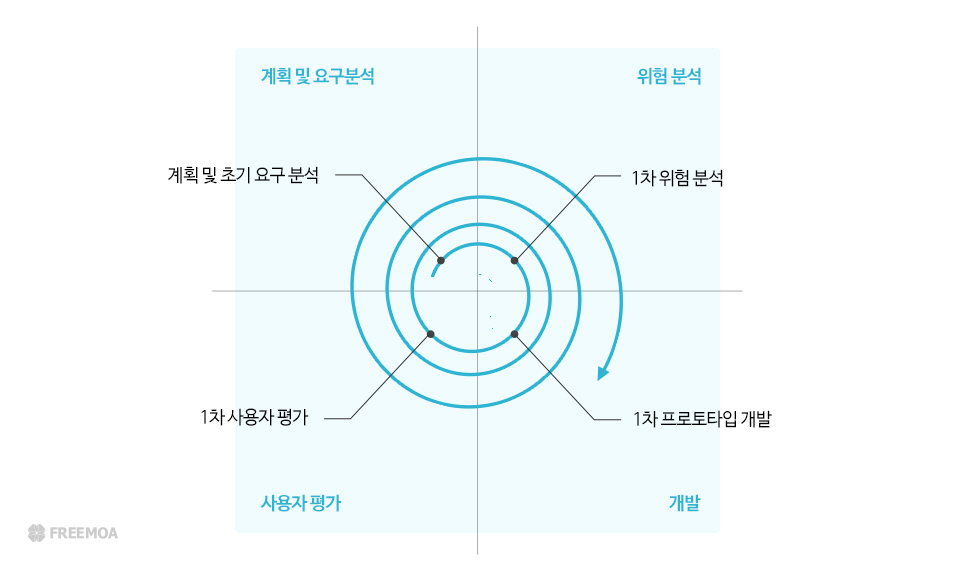 계획 및 요구분석
위험 분석
계획 및 초기 요구 분석
1차 위험 분석
1차 사용자 평가
1차 프로토타입 개발
사용자 평가
개발
FREEMOA